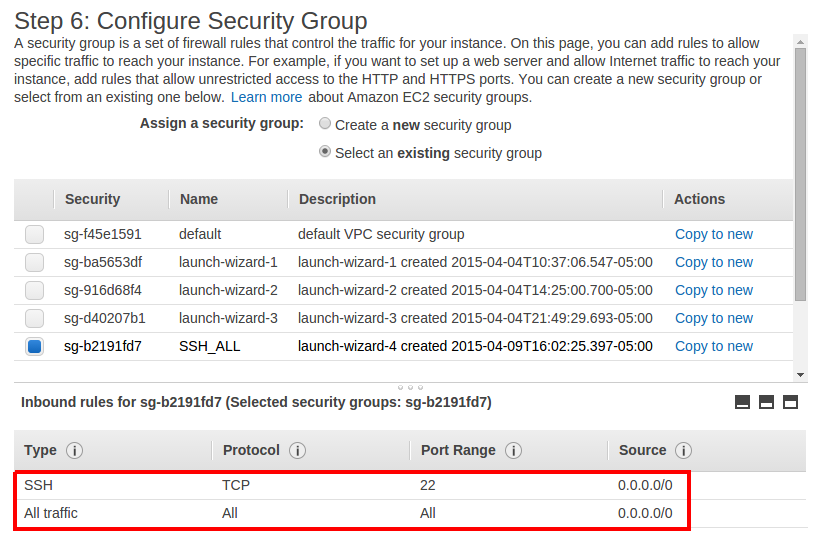 Step 6: Configure Security Group
A security group is a set of firewall rules that control the traffic for your instance. On this page, you can add rules to allow
specific traffic to reach your instance. For example, if you want to set up a web server and allow Internet traffic to reach your
instance, add rules that allow unrestricted access to the HTTP and HTTPS ports. You can create a new security group or
select from an existing one below. Learn more about Amazon EC2 security groups.
Assign a security group: Create a new security group
Select an existing security group
Security Name Description Actions
sg-f45e1591 default default VPC security group Copy to new
sg-ba5653df launch-wizard-1 launch-wizard-1 created 2015-04-04T10:37:06.547-05:00 Copy to new
sg-916d68f4 launch-wizard-2 launch-wizard-2 created 2015-04-04T14:25:00.700-05:00 Copy to new
sg-d40207b1 launch-wizard-3 launch-wizard-3 created 2015-04-04T21:49:29.693-05:00 Copy to new
sg-b2191fd7 SSH_ALL launch-wizard-4 created 2015-04-09T16:02:25.397-05:00 Copy to new
Inbound rules for sg-b2191fd7 (Selected security groups: sg-b2191fd7)
Type i Protocol i Port Range i Source i
SSH TCP 22 0.0.0.0/0
All traffic All All 0.0.0.0/0